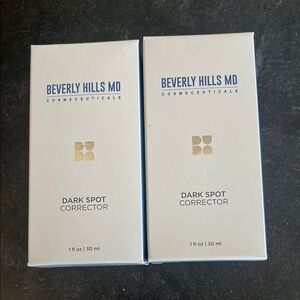 BEVERLY HILLS MD
COSMECEUTICALS
DARK SPOT
CORRECTOR
1 fl oz | 30 ml
BEVERLY HILLS MD
COSMECEUTICALS
DARK SPOT
CORRECTOR
1 fl oz | 30 ml